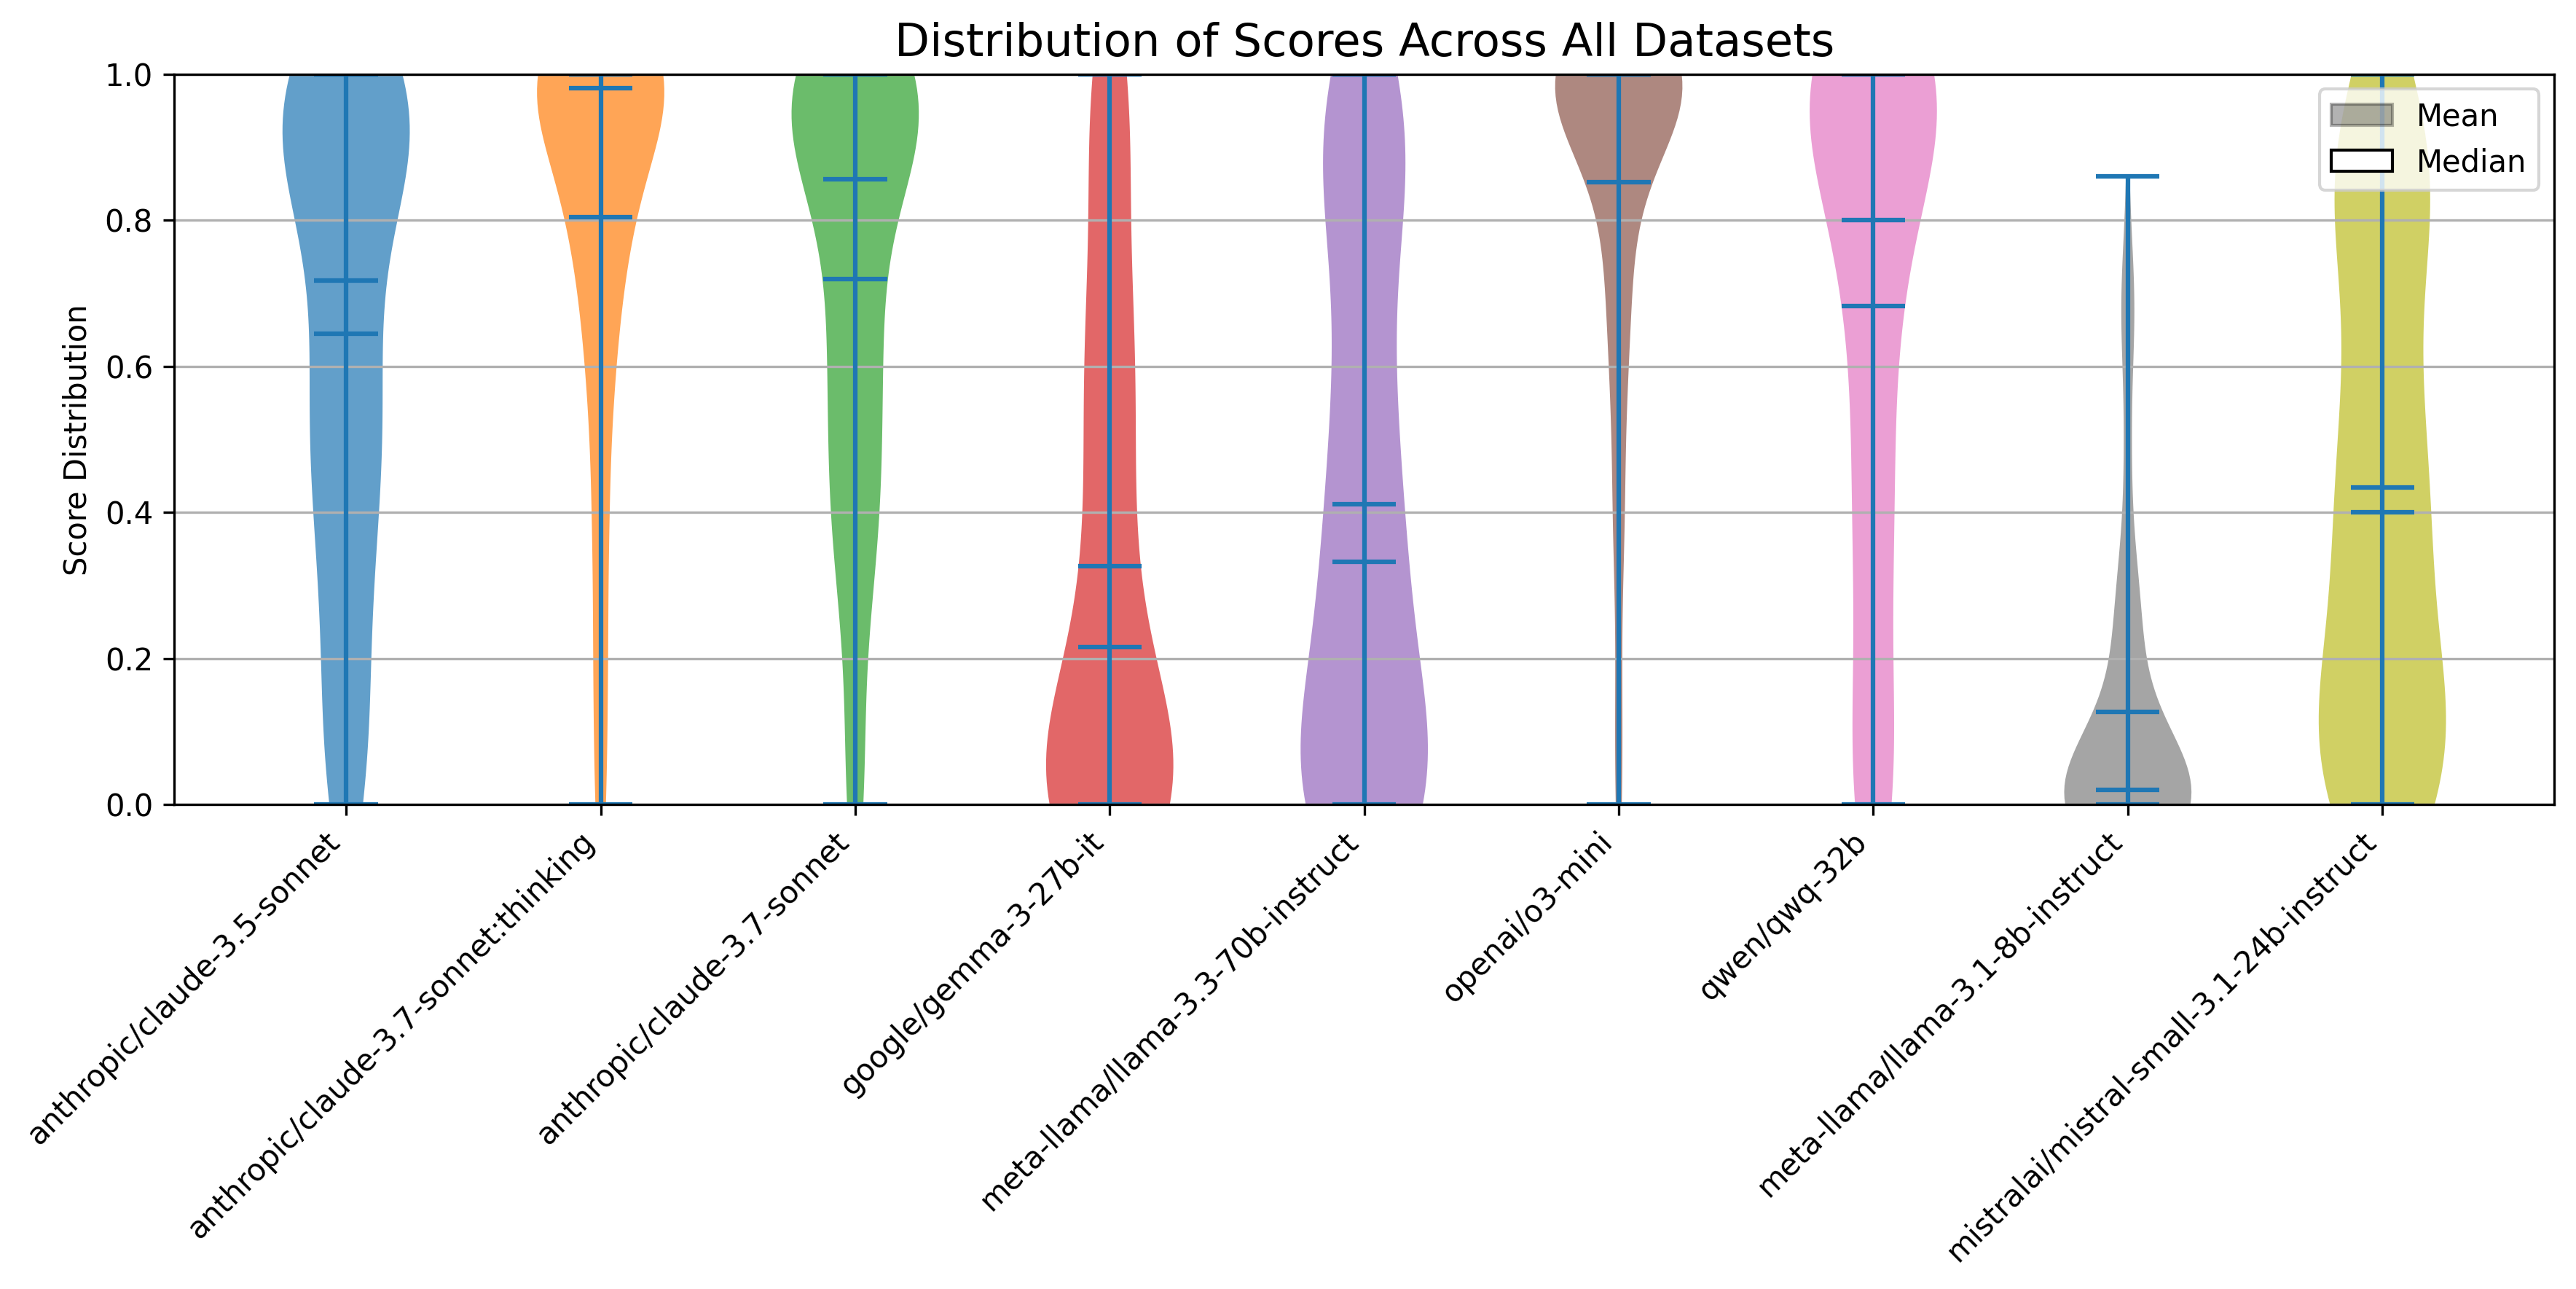 Distribution of Scores Across All Datasets
Score Distribution
1.0
0.8
0.6
0.4
0.2
0.0
Mean
Median
anthropic/claude-3.5-sonnet
anthropic/claude-3.7-sonnet:thinking
anthropic/claude-3.7-sonnet
google/gemma-3-27b-it
meta-llama/llama-3.3-70b-instruct
openai/o3-mini
qwen/qwq-32b
meta-llama/llama-3.1-8b-instruct
mistralai/mistral-small-3.1-24b-instruct